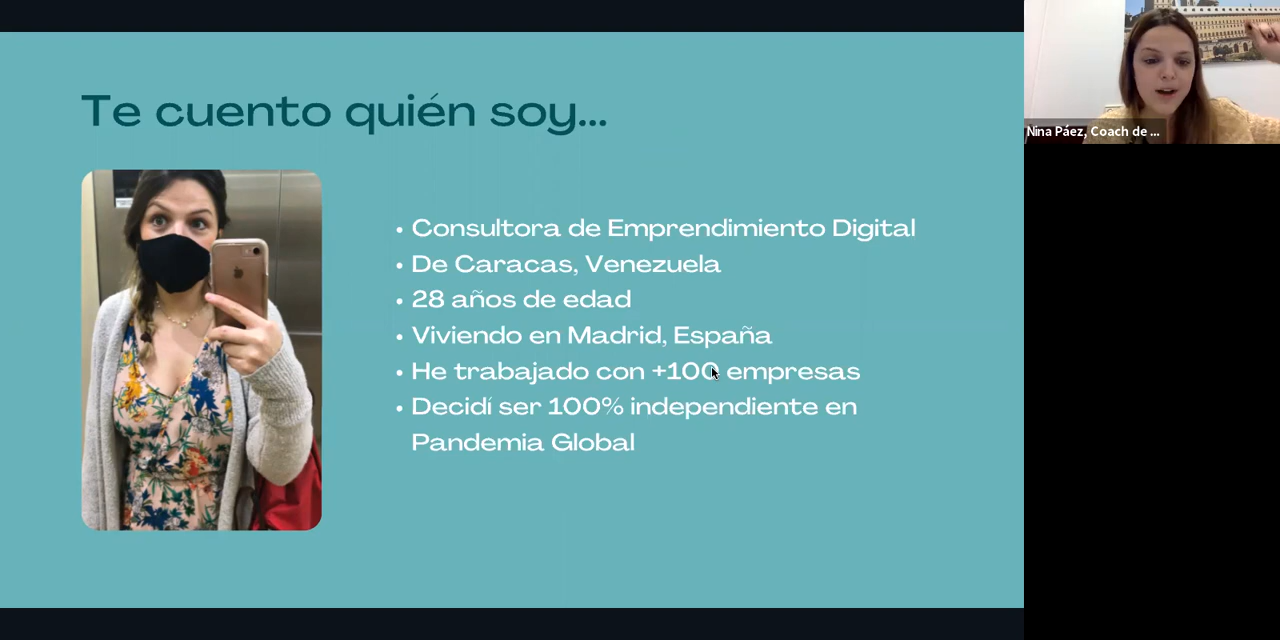 Te cuento quién soy...
• Consultora de Emprendimiento Digital
• De Caracas, Venezuela
• 28 años de edad
• Viviendo en Madrid, España
• He trabajado con +100 empresas
• Decidí ser 100% independiente en
Pandemia Global
Nina Páez, Coach de ...